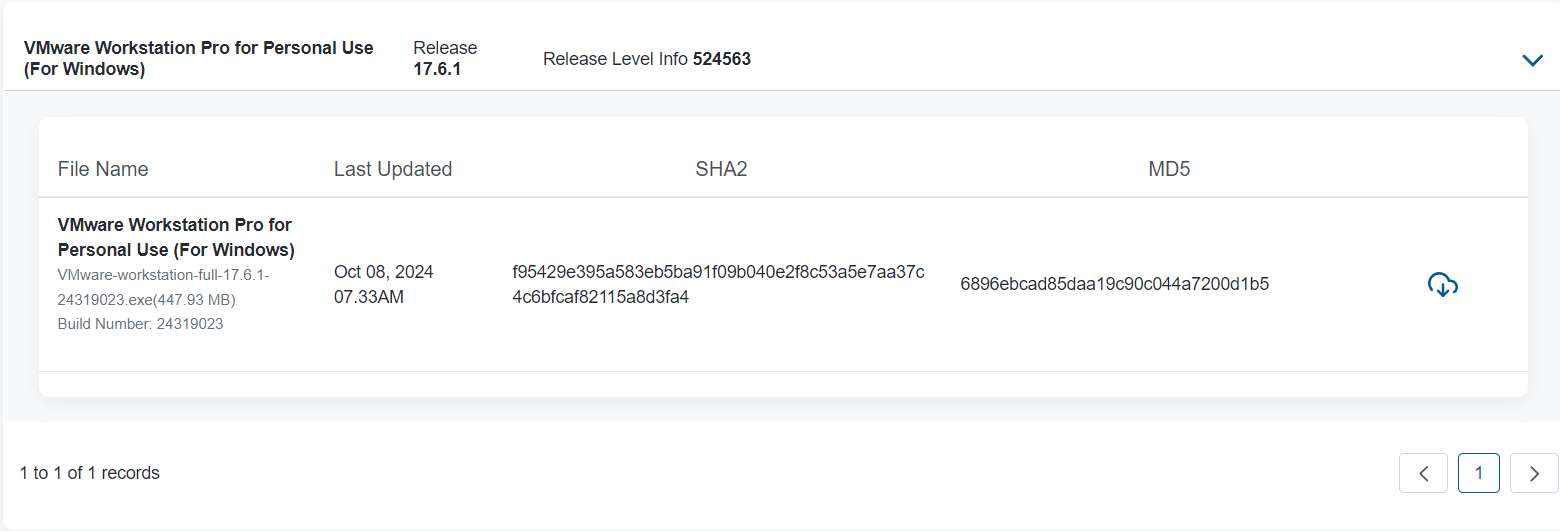 VMware Workstation Pro for Personal Use
(For Windows)
Release
17.6.1
Release Level Info 524563
File Name
Last Updated
SHA2
MD5
VMware Workstation Pro for
Personal Use (For Windows)
VMware-workstation-full-17.6.1-
24319023.exe(447.93 MB)
Build Number: 24319023
Oct 08, 2024
07.33AM
f95429e395a583eb5ba91f09b040e2f8c53a5e7aa37c
4c6bfcaf82115a8d3fa4
6896ebcad85daa19c90c044a7200d1b5
1 to 1 of 1 records
1